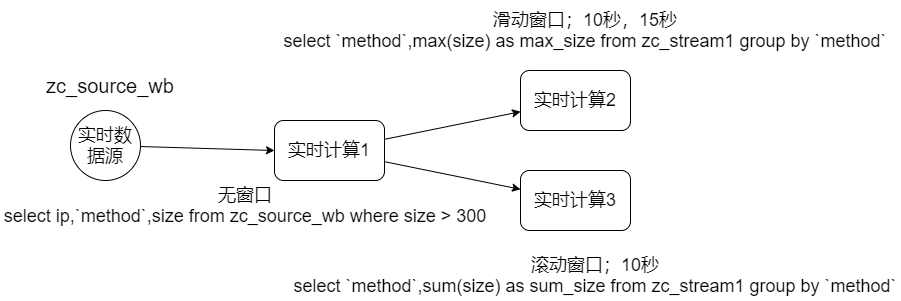 滑动窗口；10秒，15秒
select `method`,max(size) as max_size from zc_stream1 group by `method`
zc_source_wb
实时数
据源
实时计算1
实时计算2
无窗口
select ip,`method`,size from zc_source_wb where size > 300
实时计算3
滚动窗口；10秒
select `method`,sum(size) as sum_size from zc_stream1 group by `method`